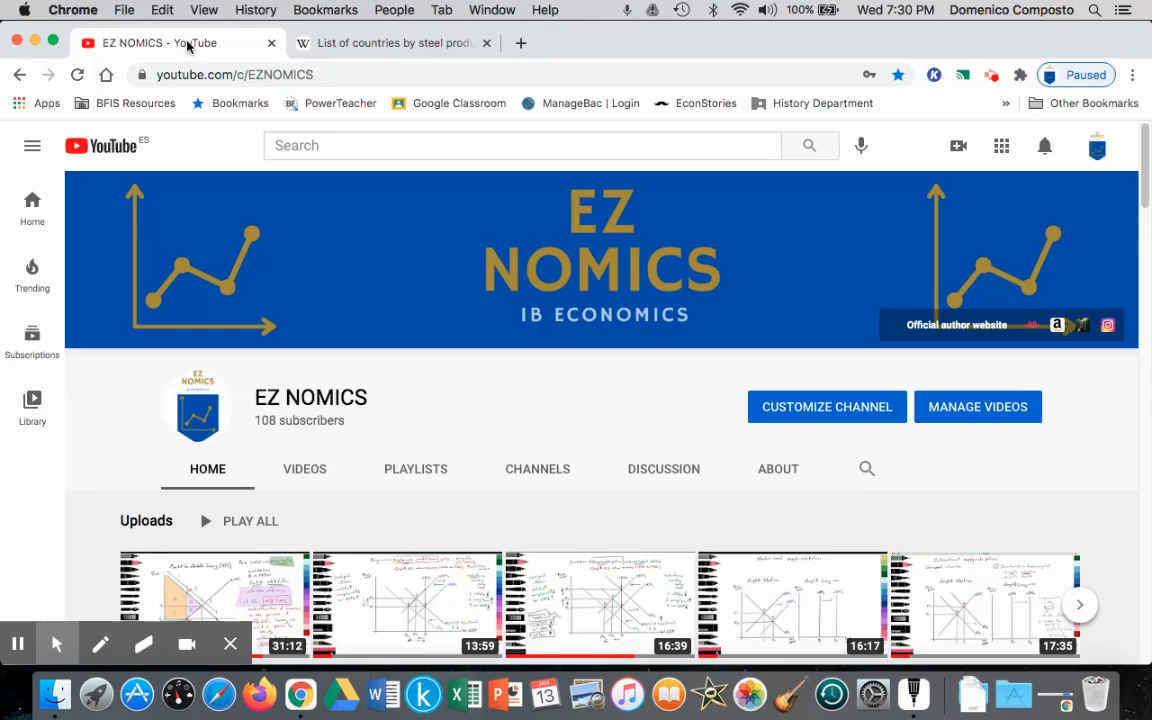 Chrome File Edit View History Bookmarks People Tab Window Help 100% Wed 7:30 PM Domenico Composto
EZ NOMICS - YouTube List of countries by steel produ
youtube.com/c/EZNOMICS Paused
Apps BFIS Resources Bookmarks PowerTeacher Google Classroom ManageBac | Login EconStories History Department » Other Bookmarks
YouTube ES Search
Home
Trending
Subscriptions
Library
EZ
NOMICS
IB ECONOMICS
Official author website
EZ
NOMICS
EZ NOMICS
108 subscribers
CUSTOMIZE CHANNEL MANAGE VIDEOS
HOME VIDEOS PLAYLISTS CHANNELS DISCUSSION ABOUT
Uploads PLAY ALL
31:12 13:59 16:39 16:17 17:35
JAN
13